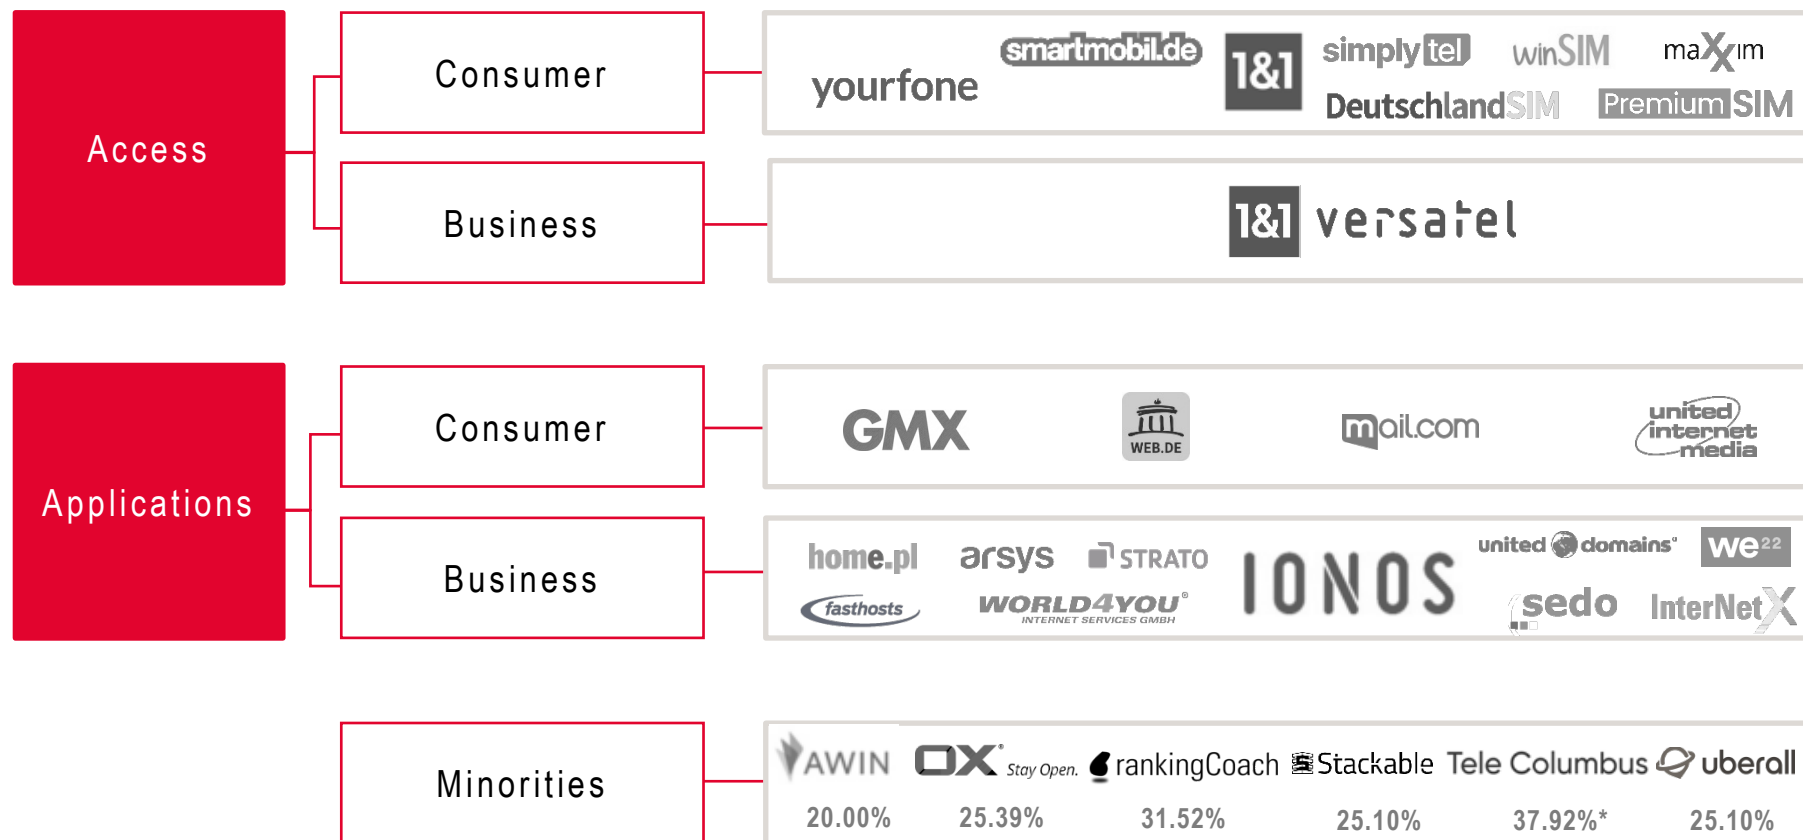 Access
Consumer
smartmobil.de
yourfone
1&1
simplytel
winSIM
maXXim
DeutschlandSIM
Premium SIM
Business
1&1 versatel
Applications
Consumer
GMX
WEB.DE
mail.com
united
internet
media
Business
home.pl
arsys
STRATO
IONOS
united domains®
we22
fasthosts
WORLD4YOU®
INTERNET SERVICES GMBH
sedo
InterNetX
Minorities
AWIN
OX® Stay Open.
rankingCoach
Stackable
Tele Columbus
uberall
20.00%
25.39%
31.52%
25.10%
37.92%*
25.10%